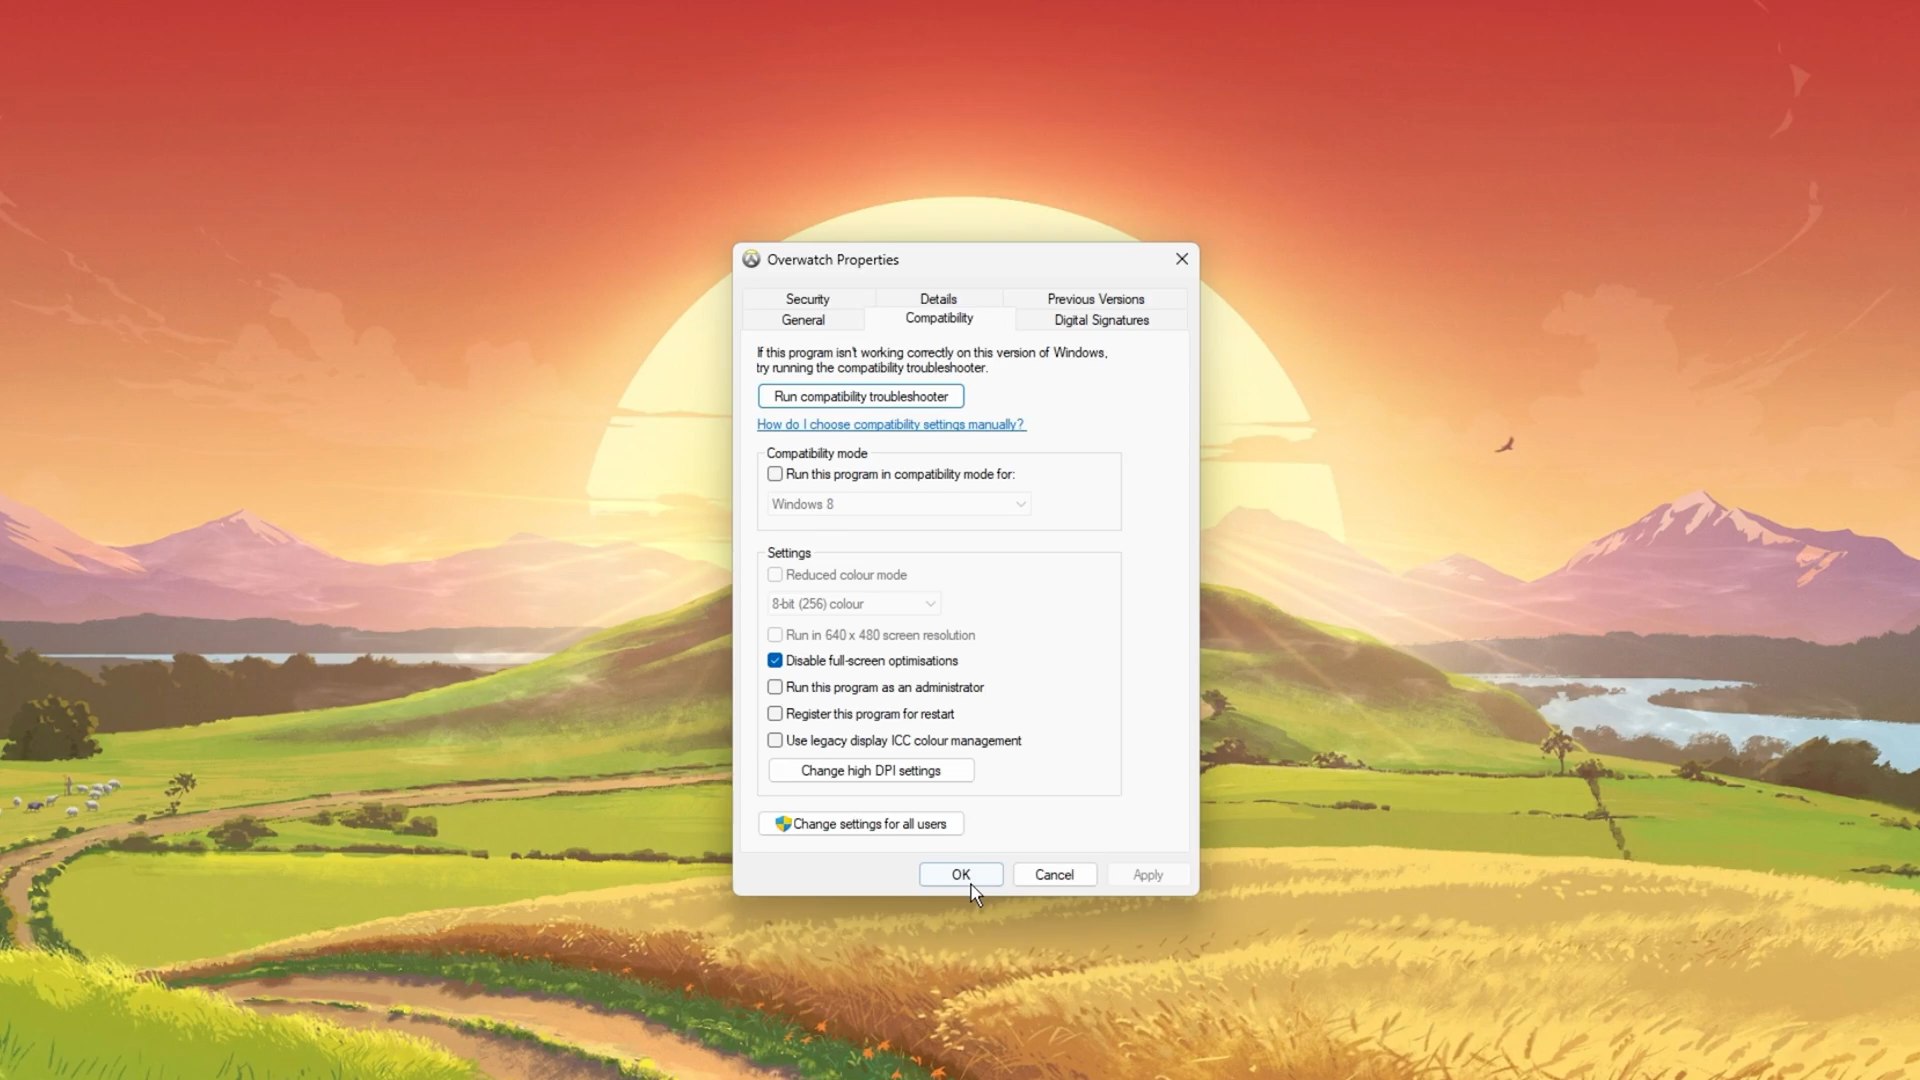 Overwatch Properties
Security
Details
Previous Versions
General
Compatibility
Digital Signatures
If this program isn't working correctly on this version of Windows,
try running the compatibility troubleshooter.
Run compatibility troubleshooter
How do I choose compatibility settings manually?
Compatibility mode
Run this program in compatibility mode for:
Windows 8
Settings
Reduced colour mode
8-bit (256) colour
Run in 640 x 480 screen resolution
Disable full-screen optimisations
Run this program as an administrator
Register this program for restart
Use legacy display ICC colour management
Change high DPI settings
Change settings for all users
OK
Cancel
Apply